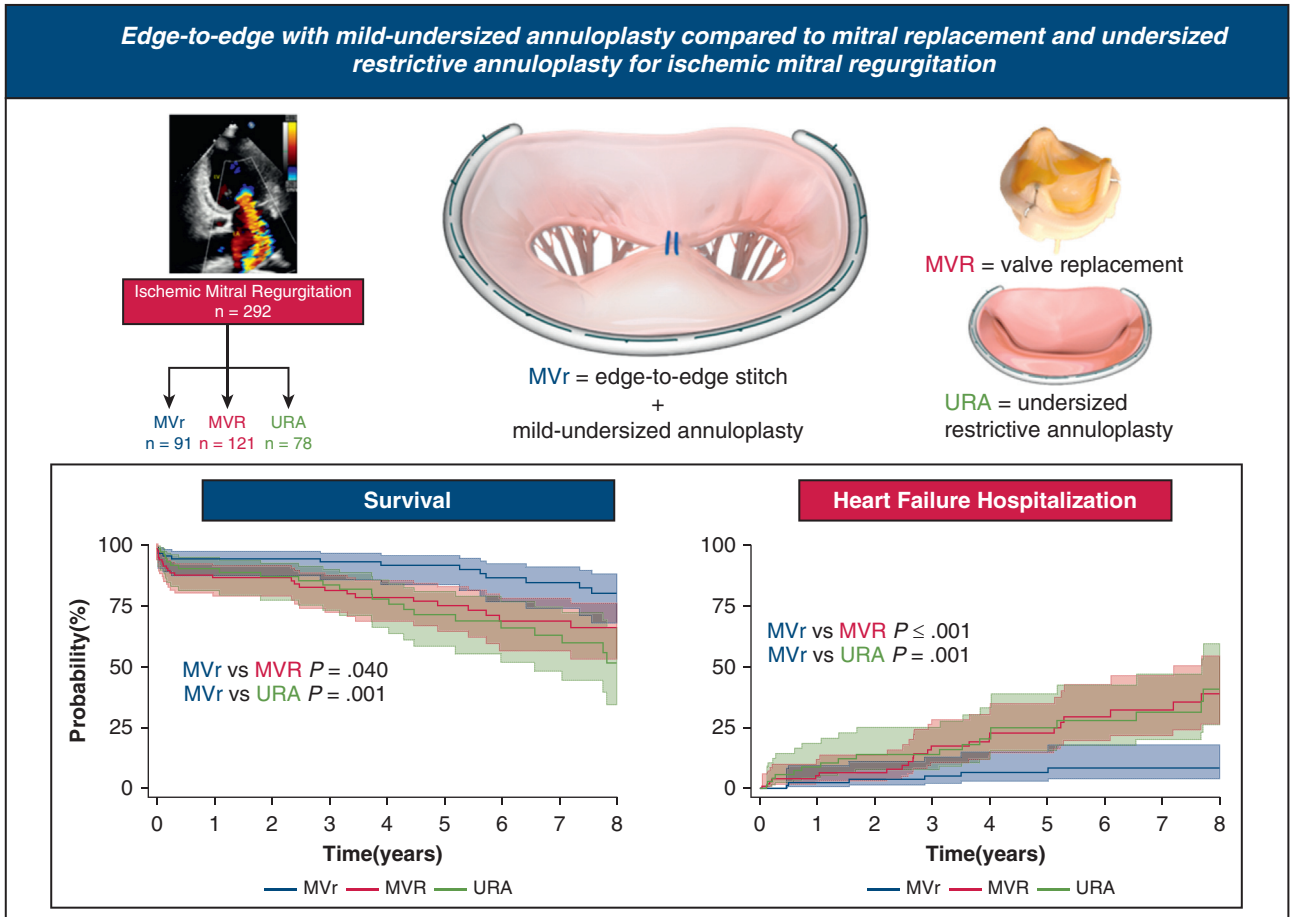 Edge-to-edge with mild-undersized annuloplasty compared to mitral replacement and undersized
restrictive annuloplasty for ischemic mitral regurgitation
Ischemic Mitral Regurgitation
n = 292
MVr MVR URA
n = 91 n = 121 n = 78
MVr = edge-to-edge stitch
+
mild-undersized annuloplasty
MVR = valve replacement
URA = undersized
restrictive annuloplasty
Survival
Probability(%)
100
75
50
25
0
MVr vs MVR P = .040
MVr vs URA P = .001
0 1 2 3 4 5 6 7 8
Time(years)
MVr MVR URA
Heart Failure Hospitalization
100
75
50
25
0
MVr vs MVR P ≤ .001
MVr vs URA P = .001
0 1 2 3 4 5 6 7 8
Time(years)
MVr MVR URA